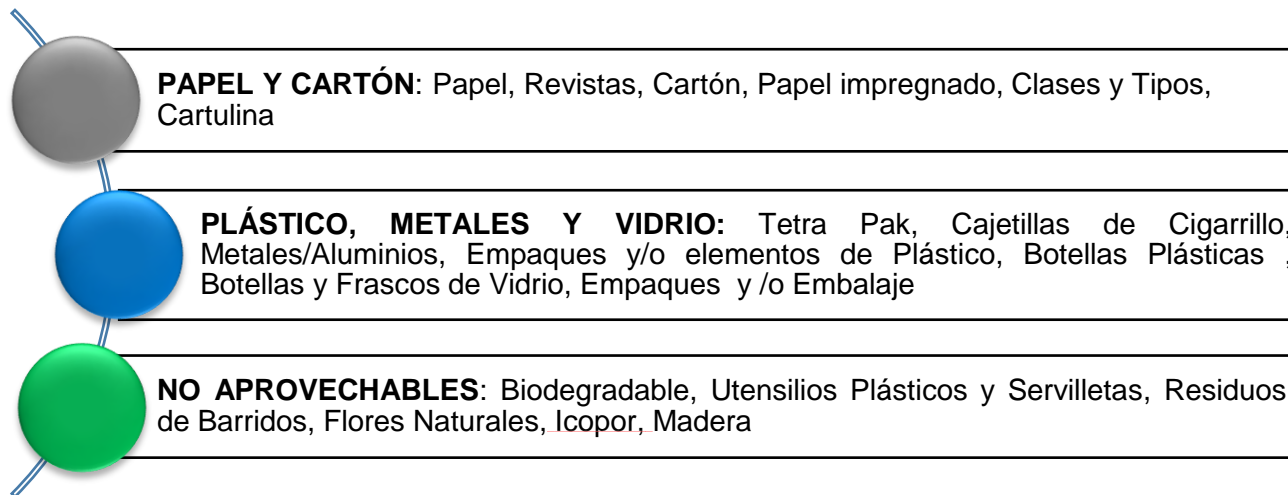 PAPEL Y CARTÓN: Papel, Revistas, Cartón, Papel impregnado, Clases y Tipos,
Cartulina
PLÁSTICO, METALES Y VIDRIO: Tetra Pak, Cajetillas de Cigarrillo,
Metales/Aluminios, Empaques y/o elementos de Plástico, Botellas Plásticas ,
Botellas y Frascos de Vidrio, Empaques y /o Embalaje
NO APROVECHABLES: Biodegradable, Utensilios Plásticos y Servilletas, Residuos
de Barridos, Flores Naturales, Icopor, Madera